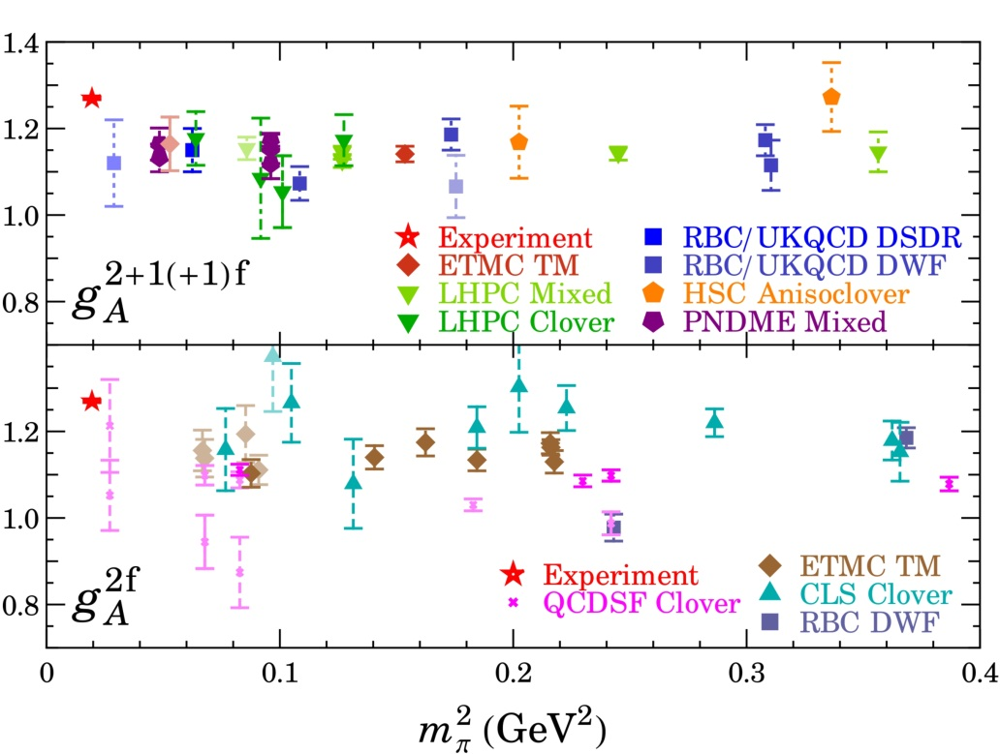 1.4
1.2
1.0
0.8
g_A^{2+1(+1)f}
Experiment
ETMC TM
LHPC Mixed
LHPC Clover
RBC/UKQCD DSDR
RBC/UKQCD DWF
HSC Anisoclover
PNDME Mixed
1.2
1.0
0.8
g_A^{2f}
Experiment
QCDSF Clover
ETMC TM
CLS Clover
RBC DWF
0 0.1 0.2 0.3 0.4
m_π^2 (GeV^2)